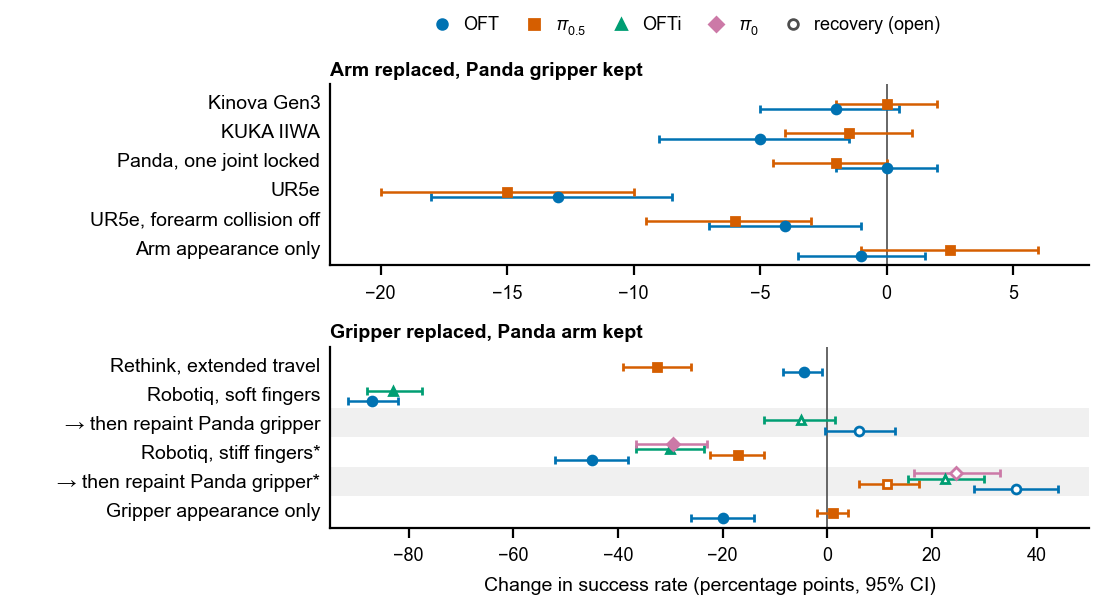 OFT π0.5 OFTi π0 recovery (open)
Arm replaced, Panda gripper kept
Kinova Gen3
KUKA IIWA
Panda, one joint locked
UR5e
UR5e, forearm collision off
Arm appearance only
−20 −15 −10 −5 0 5
Gripper replaced, Panda arm kept
Rethink, extended travel
Robotiq, soft fingers
→ then repaint Panda gripper
Robotiq, stiff fingers*
→ then repaint Panda gripper*
Gripper appearance only
−80 −60 −40 −20 0 20 40
Change in success rate (percentage points, 95% CI)